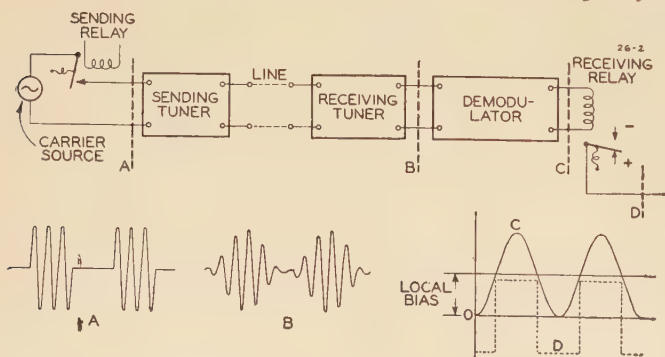 SENDING
RELAY
26-2
RECEIVING
RELAY
LINE
SENDING
TUNER
RECEIVING
TUNER
DEMODU-
LATOR
CARRIER
SOURCE
A
B
C
-
+
D
A
B
C
LOCAL
BIAS
O
D